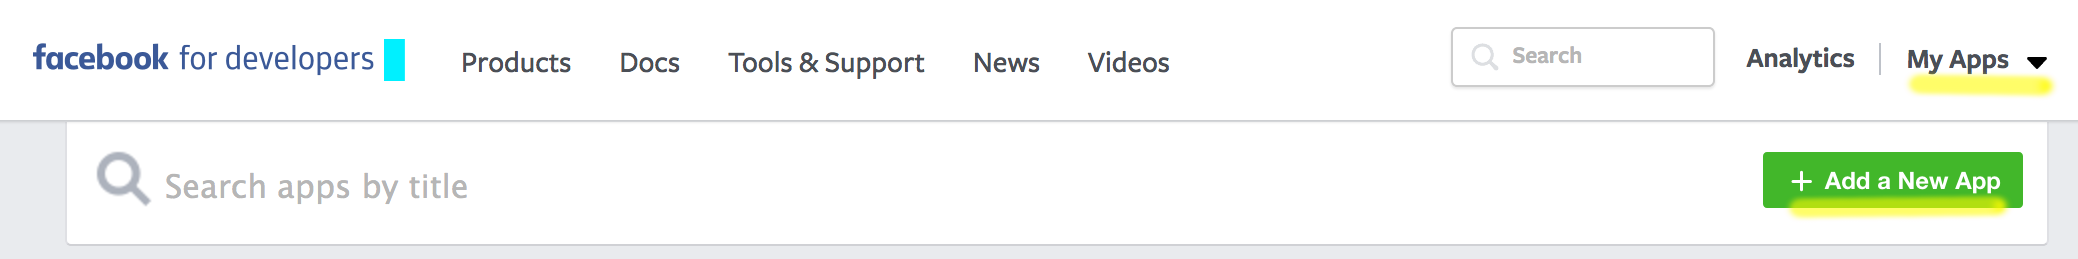 facebook for developers Products Docs Tools & Support News Videos Search Analytics My Apps
Search apps by title + Add a New App